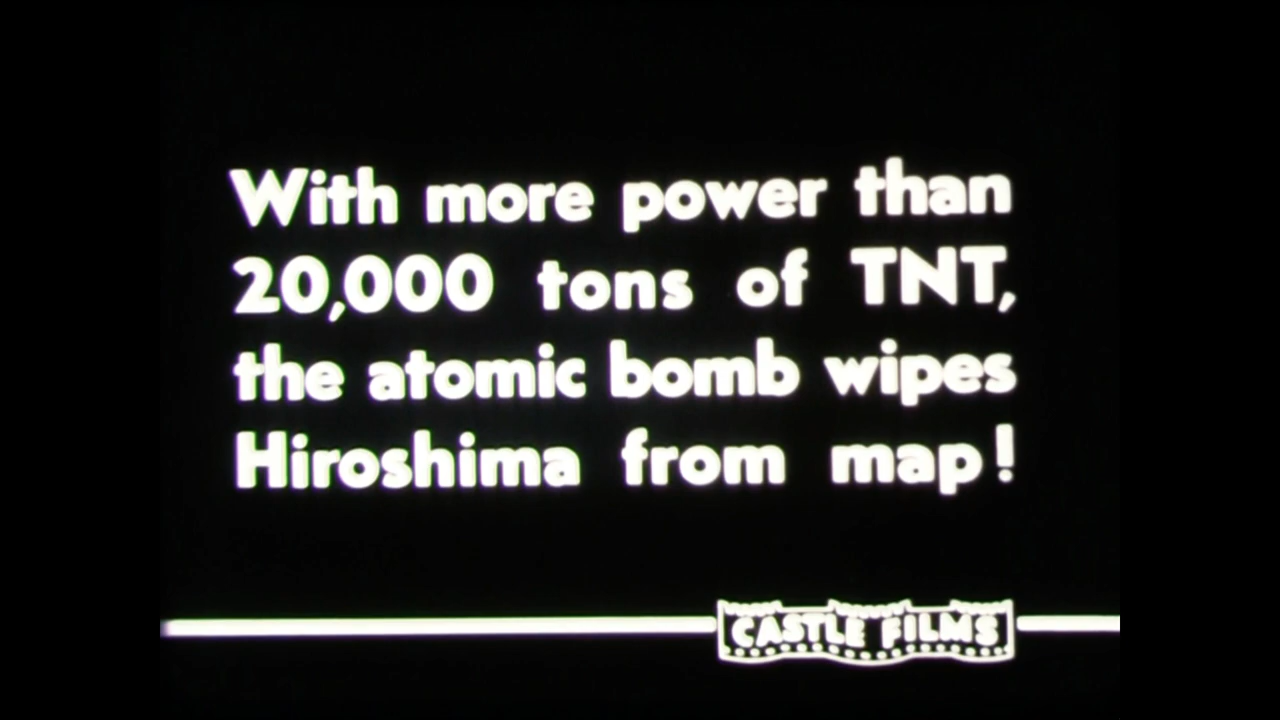 With more power than
20,000 tons of TNT,
the atomic bomb wipes
Hiroshima from map!
CASTLE FILMS